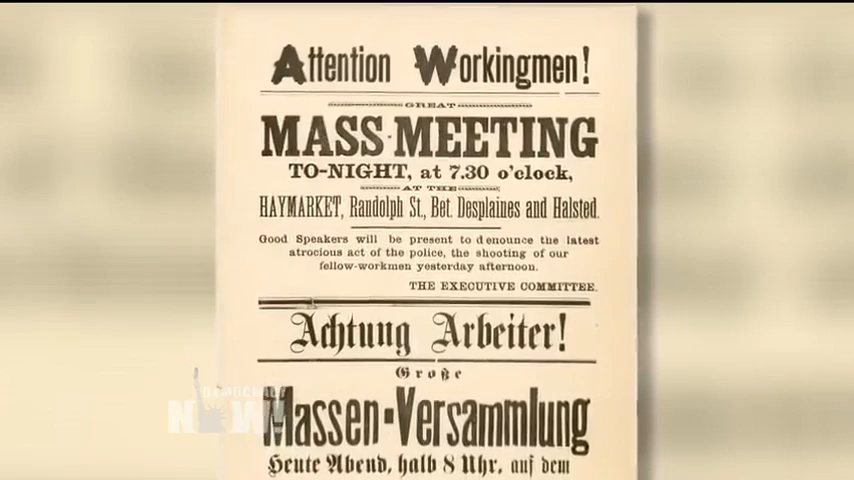 Attention Workingmen!
GREAT
MASS-MEETING
TO-NIGHT, at 7.30 o'clock,
AT THE
HAYMARKET, Randolph St., Bet. Desplaines and Halsted.
Good Speakers will be present to denounce the latest
atrocious act of the police, the shooting of our
fellow-workmen yesterday afternoon.
THE EXECUTIVE COMMITTEE.
Achtung Arbeiter!
Große
Massen-Versammlung
Heute Abend, halb 8 Uhr, auf dem
DEMOCRACY
NOW!